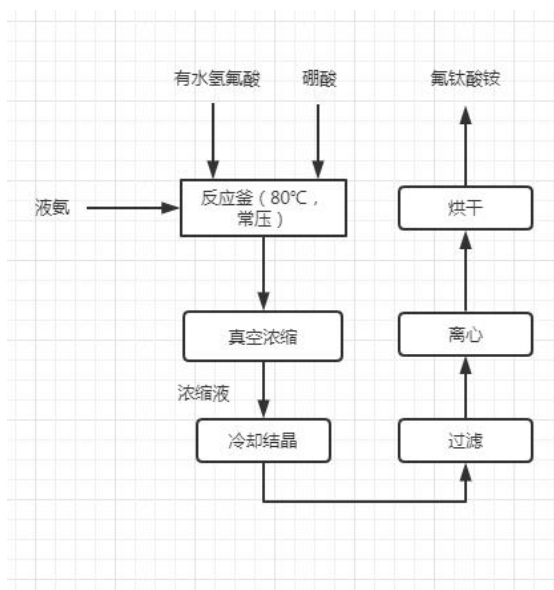 有水氢氟酸
硼酸
氟钛酸铵
液氨
反应釜（80℃，
常压）
烘干
真空浓缩
离心
浓缩液
冷却结晶
过滤